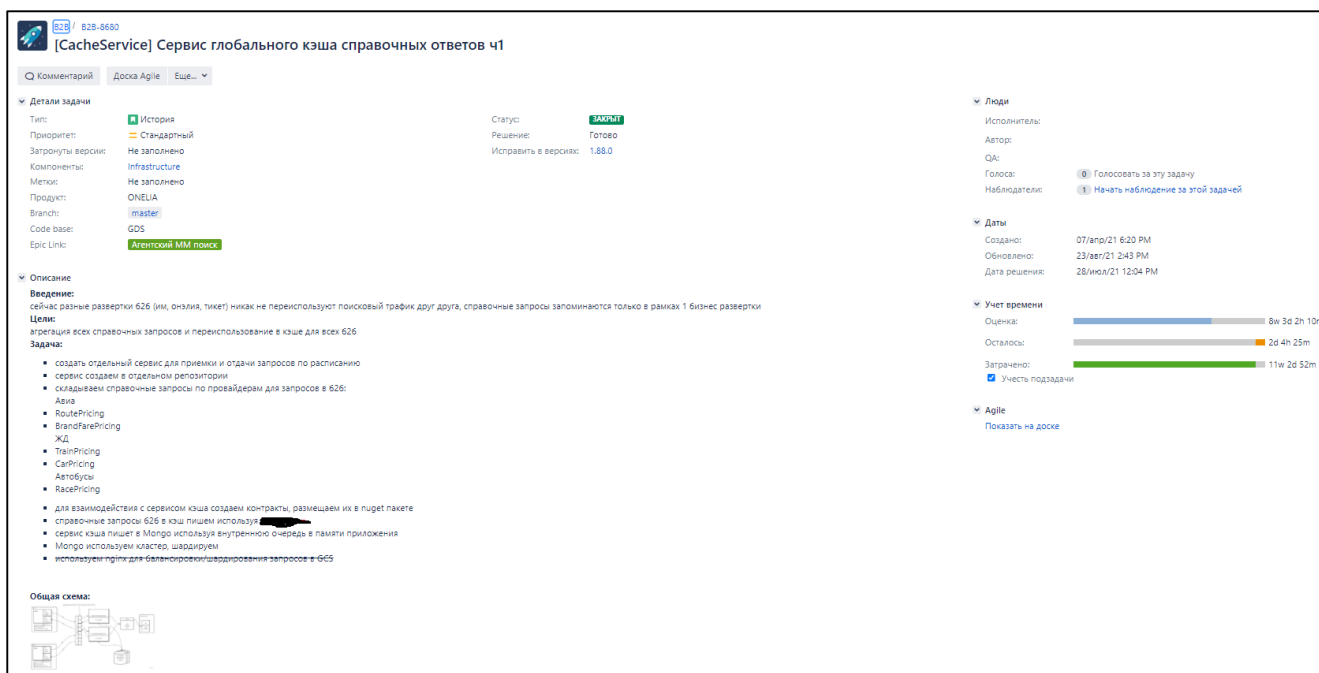 B2B / B2B-8680
[CacheService] Сервис глобального кэша справочных ответов ч1
Комментарий Доска Agile Еще...
Детали задачи
Тип: История
Приоритет: Стандартный
Затронуты версии: Не заполнено
Компоненты: Infrastructure
Метки: Не заполнено
Продукт: ONELIA
Branch: master
Code base: GDS
Epic Link: Агентский ММ поиск
Статус: ЗАКРЫТ
Решение: Готово
Исправить в версиях: 1.88.0
Описание
Введение:
сейчас разные развертки 626 (им, онэлия, тикет) никак не переиспользуют поисковый трафик друг друга, справочные запросы запоминаются только в рамках 1 бизнес развертки
Цели:
агрегация всех справочных запросов и переиспользование в кэше для всех 626
Задача:
создать отдельный сервис для приемки и отдачи запросов по расписанию
сервис создаем в отдельном репозитории
складываем справочные запросы по провайдерам для запросов в 626:
Авиа
RoutePricing
BrandFarePricing
ЖД
TrainPricing
CarPricing
Автобусы
RacePricing
для взаимодействия с сервисом кэша создаем контракты, размещаем их в nuget пакете
справочные запросы 626 в кэш пишем используя
сервис кэша пишет в Mongo используя внутреннюю очередь в памяти приложения
Mongo используем кластер, шардируем
используем nginx для балансировки/шардирования запросов в GCS
Общая схема:
Люди
Исполнитель:
Автор:
QA:
Голоса: 0 Голосовать за эту задачу
Наблюдатели: 1 Начать наблюдение за этой задачей
Даты
Создано: 07/апр/21 6:20 PM
Обновлено: 23/авг/21 2:43 PM
Дата решения: 28/июл/21 12:04 PM
Учет времени
Оценка: 8w 3d 2h 10m
Осталось: 2d 4h 25m
Затрачено: 11w 2d 52m
Учесть подзадачи
Agile
Показать на доске